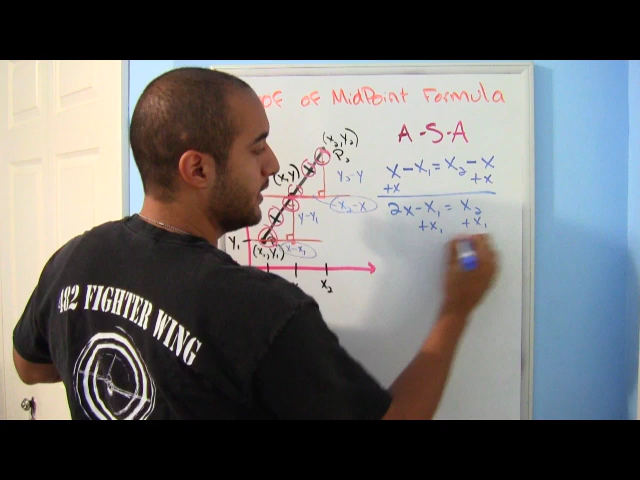 OF OF MidPoint Formula
A-S-A
(x₂,Y₂)
P₂
(x,Y)
Y₂-Y
x-x₁=x₂-x
+x +x
x₂-x
2x-x₁=x₂
Y-Y₁
+x₁ +x₁
Y₁
(x₁,Y₁)
x-x₁
x₂
482 FIGHTER WING